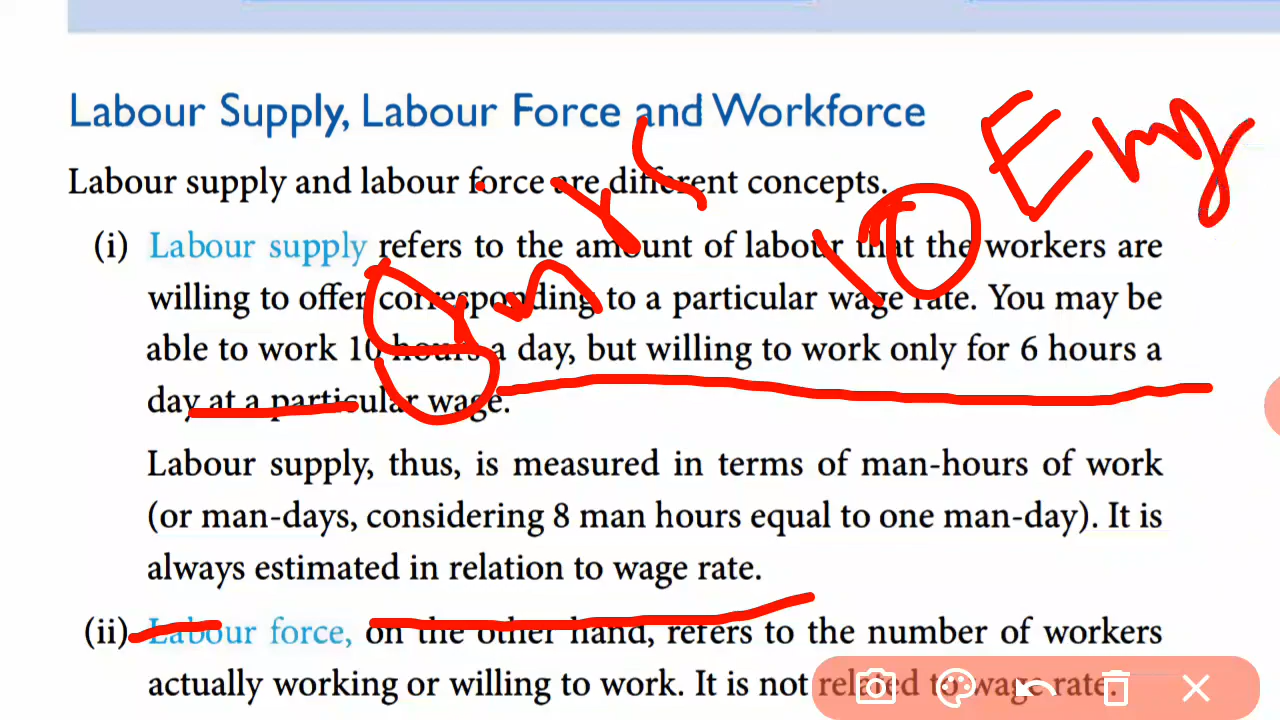 Labour Supply, Labour Force and Workforce
Labour supply and labour force are different concepts.
(i) Labour supply refers to the amount of labour that the workers are
willing to offer corresponding to a particular wage rate. You may be
able to work 10 hours a day, but willing to work only for 6 hours a
day at a particular wage.
Labour supply, thus, is measured in terms of man-hours of work
(or man-days, considering 8 man hours equal to one man-day). It is
always estimated in relation to wage rate.
(ii) Labour force, on the other hand, refers to the number of workers
actually working or willing to work. It is not related to wage rate.